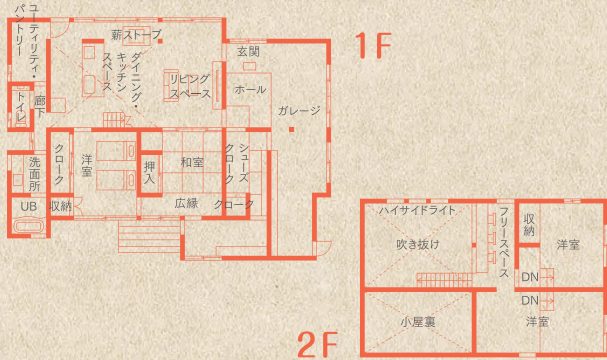 1F
ユーティリティ・
パントリー
薪ストーブ
ダイニング・
キッチン
スペース
リビング
スペース
玄関
ホール
ガレージ
トイレ
廊下
洗面所
クローク
洋室
押入
和室
シューズ
クローク
UB
収納
広縁
クローク
2F
ハイサイドライト
吹き抜け
フリースペース
収納
洋室
DN
DN
小屋裏
洋室